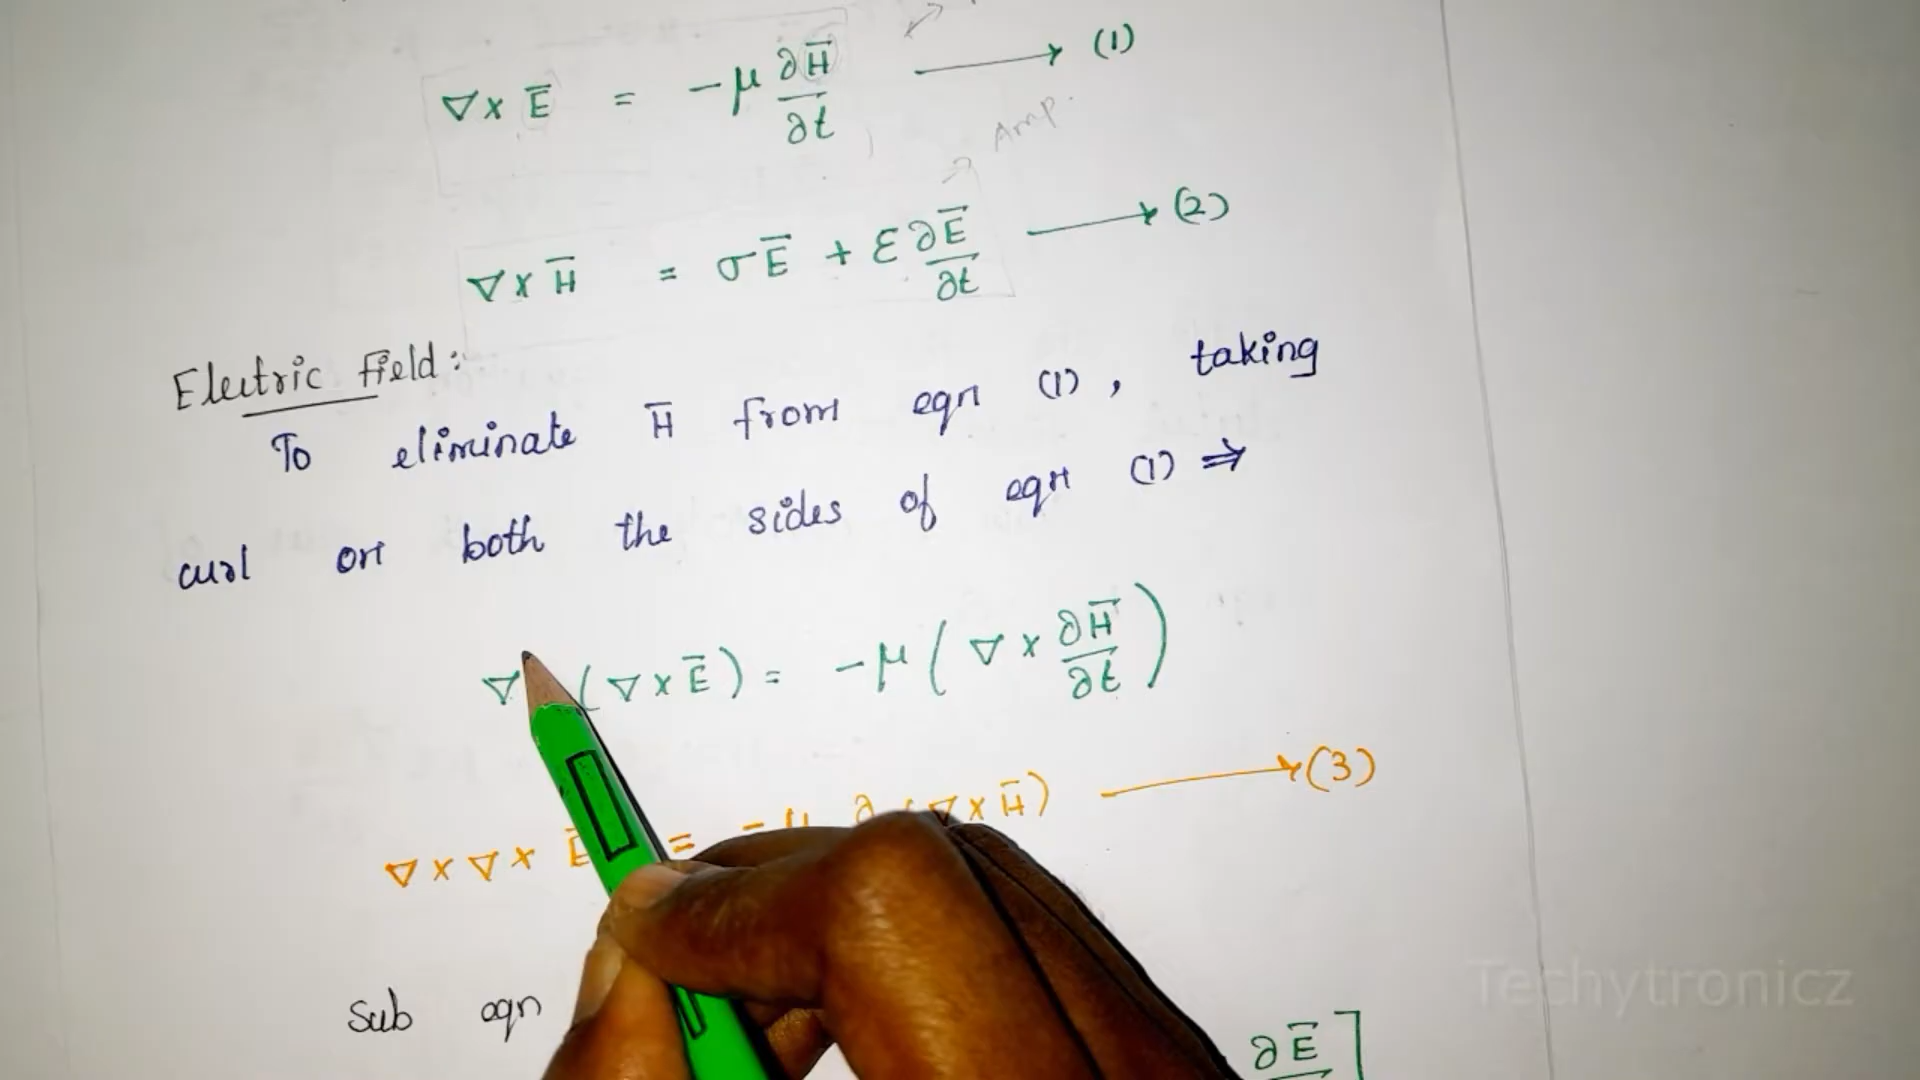 ∇ × E̅ = -μ ∂H̅/∂t → (1)
Amp.
∇ × H̅ = σE̅ + ε ∂E̅/∂t → (2)
Electric Field:
To eliminate H̅ from eqn (1), taking
curl on both the sides of eqn (1) ⇒
∇ (∇ × E̅) = -μ (∇ × ∂H̅/∂t)
∇ × ∇ × E̅ = -μ ∂ (∇ × H̅) → (3)
Sub eqn
∂E̅ ]
Techytronicz